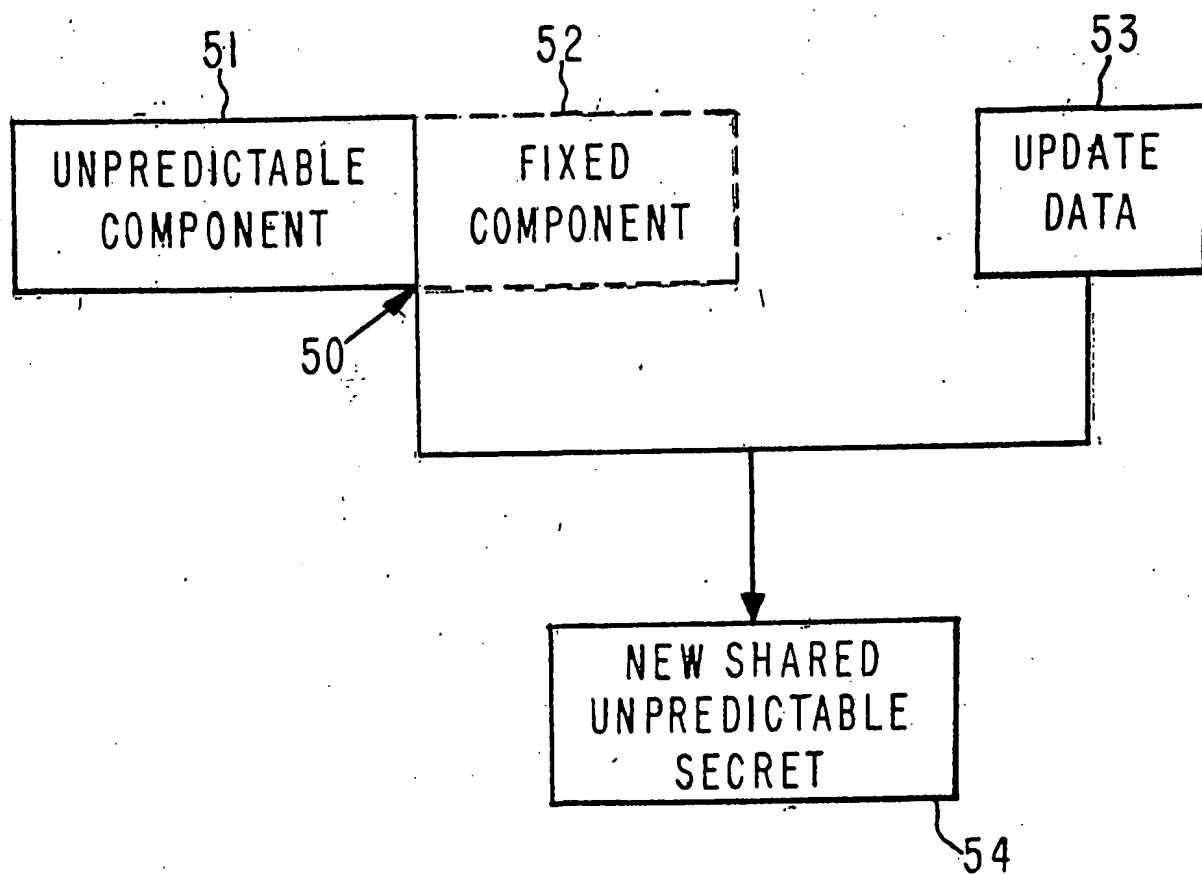 51
52
53
UNPREDICTABLE
COMPONENT
FIXED
COMPONENT
UPDATE
DATA
50
NEW SHARED
UNPREDICTABLE
SECRET
54